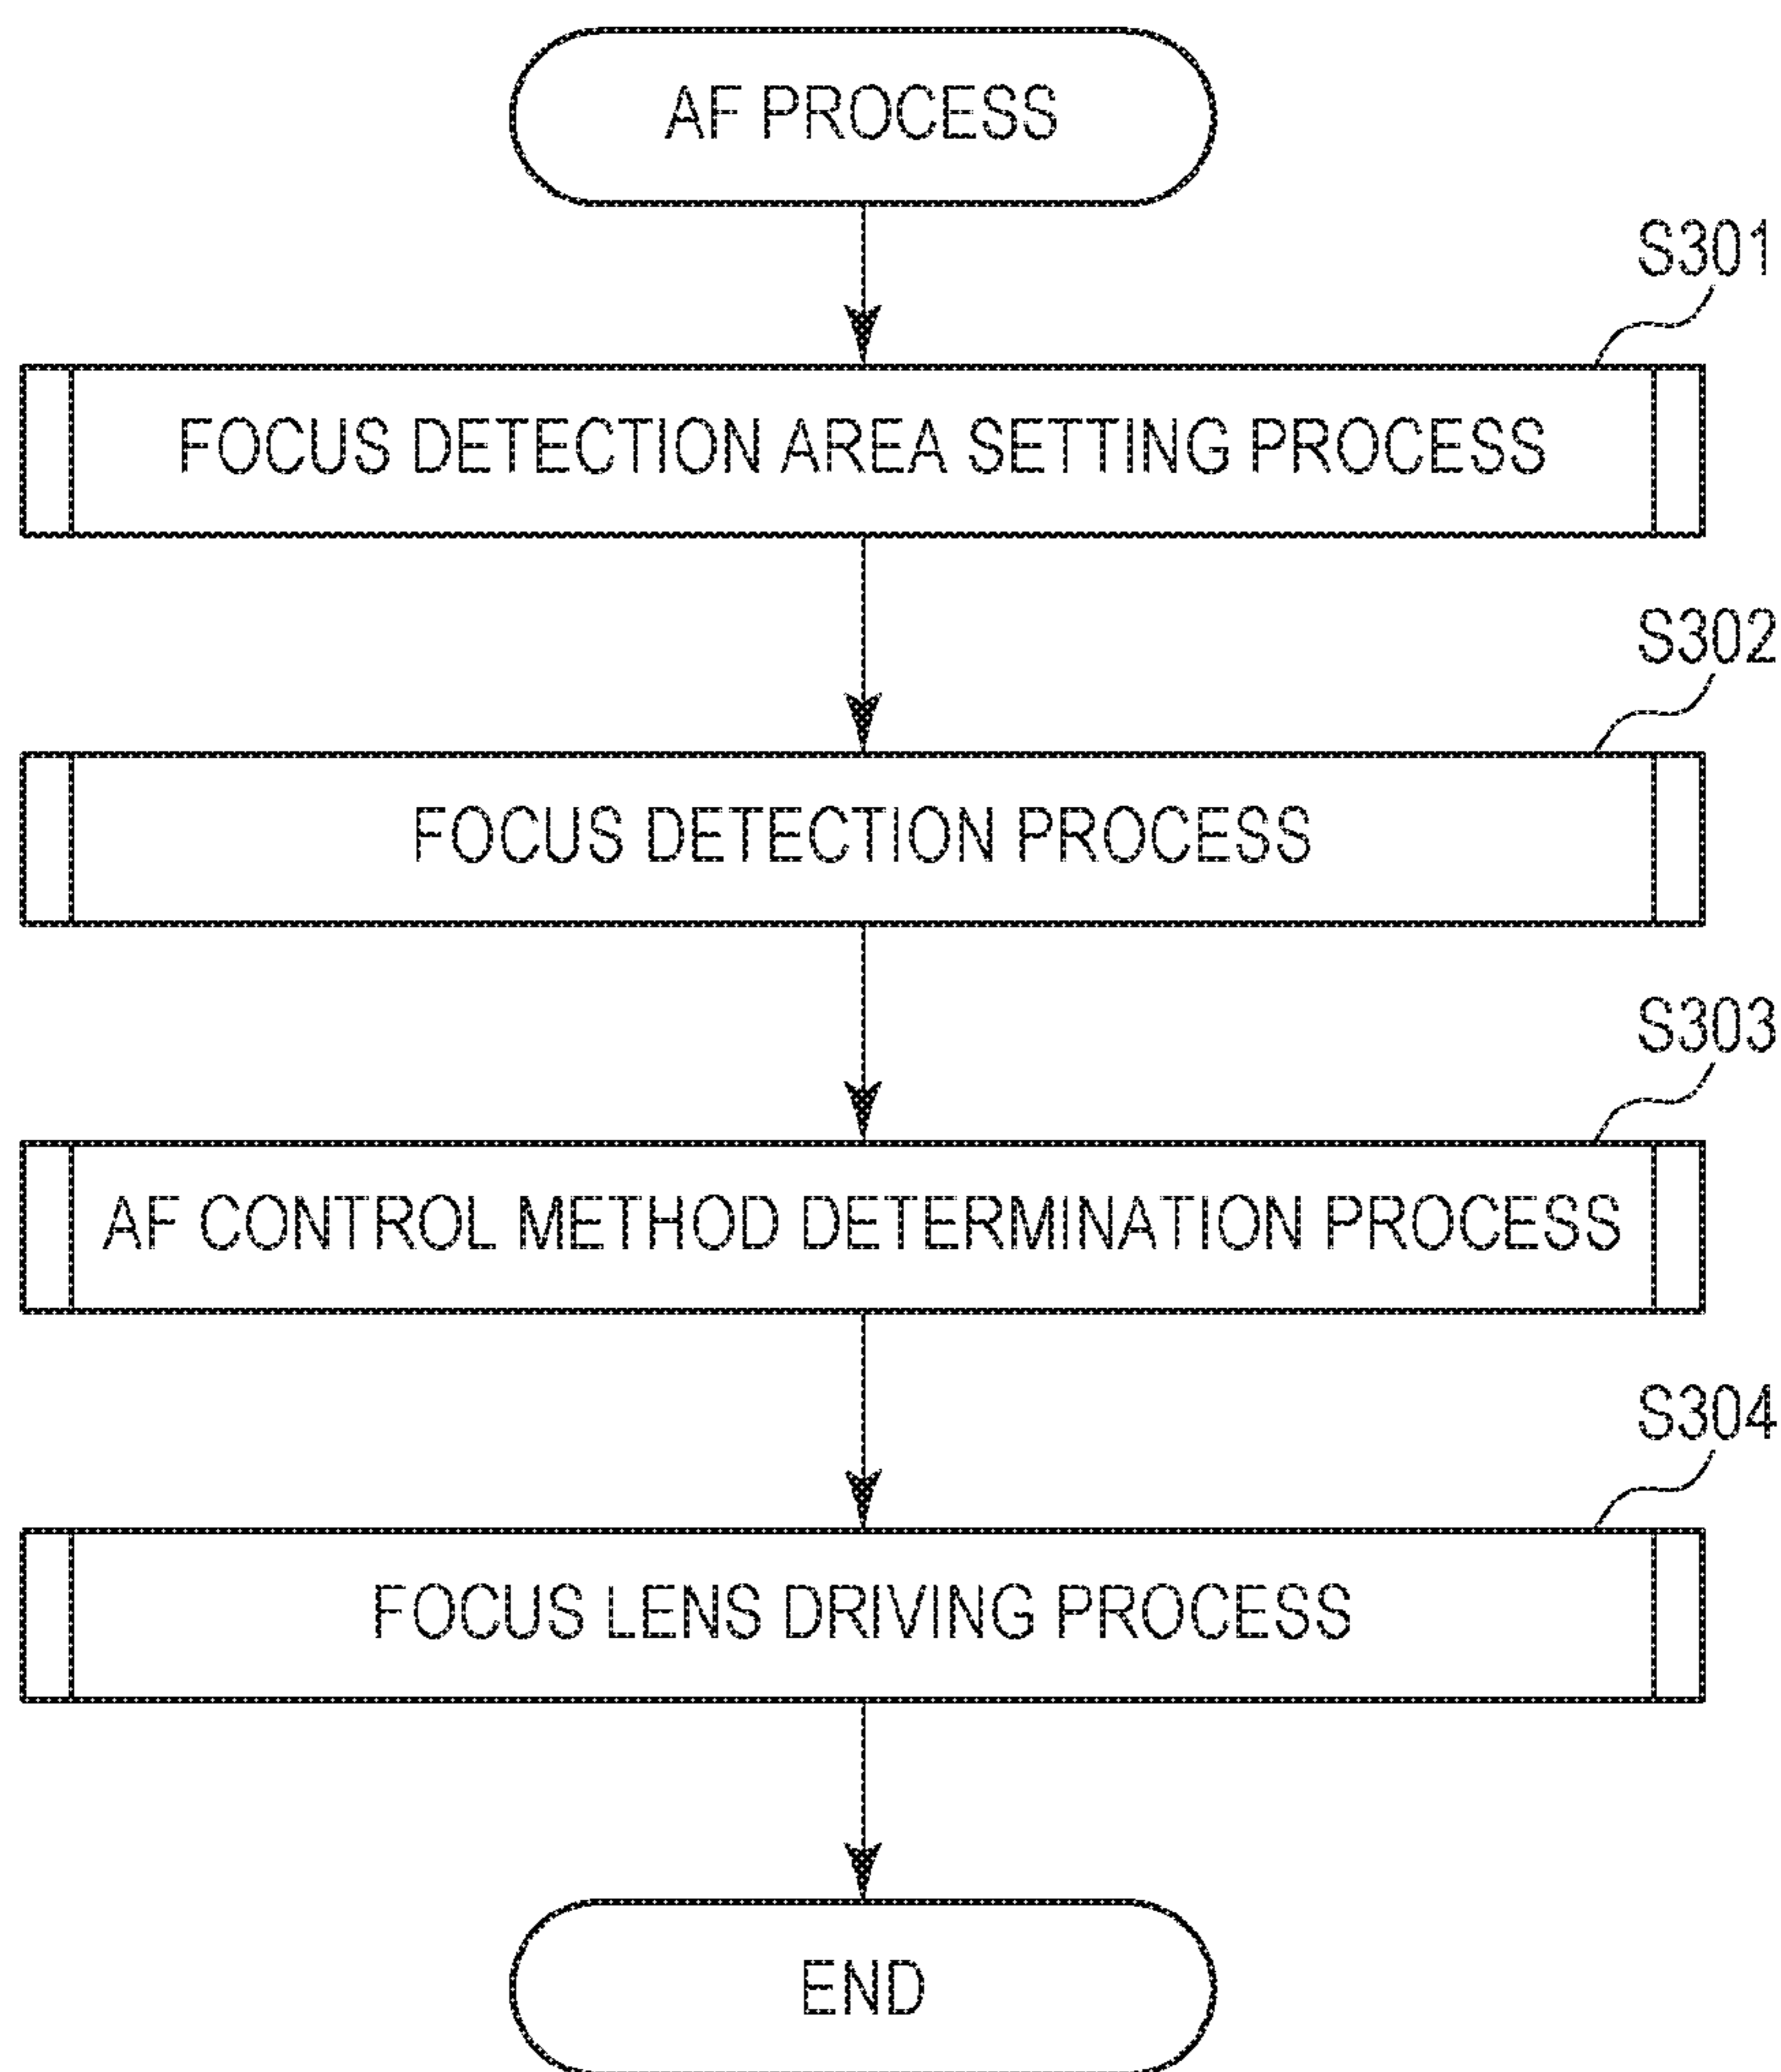 AF PROCESS
S301
FOCUS DETECTION AREA SETTING PROCESS
S302
FOCUS DETECTION PROCESS
S303
AF CONTROL METHOD DETERMINATION PROCESS
S304
FOCUS LENS DRIVING PROCESS
END